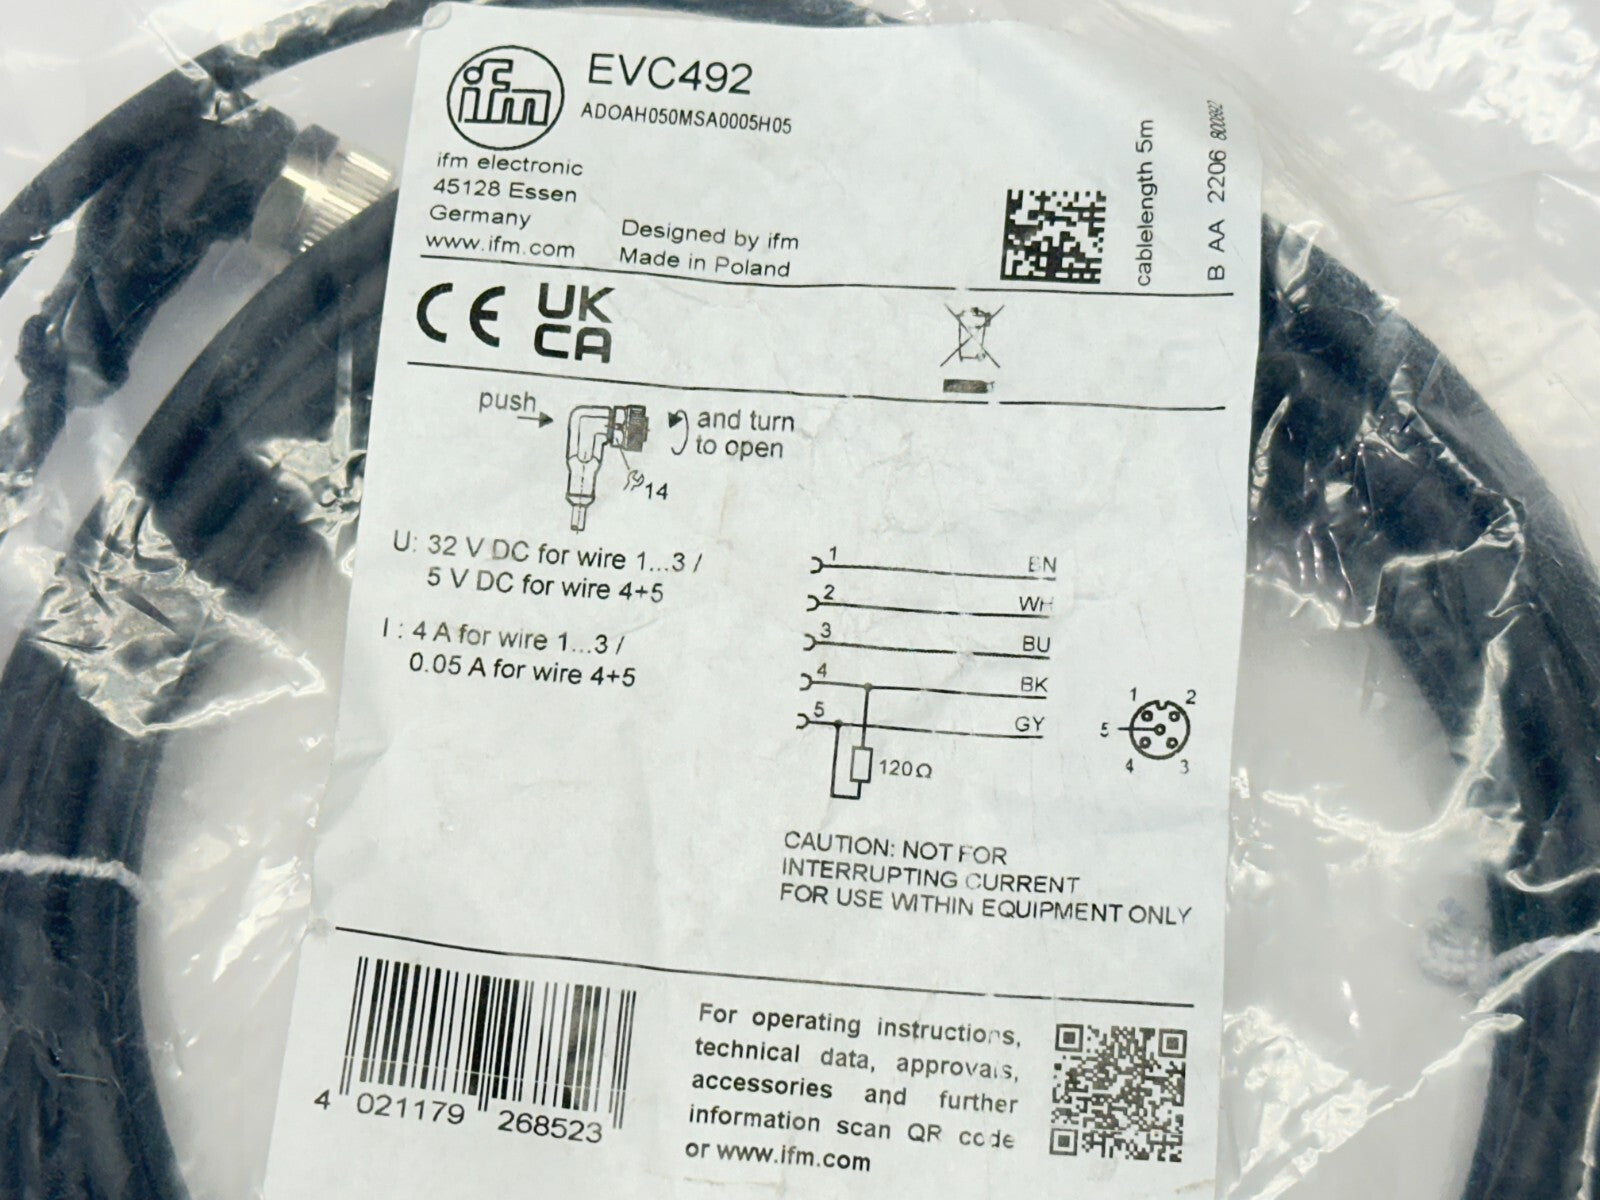 ifm
EVC492
ADOAH050MSA0005H05
ifm electronic
45128 Essen
Germany
www.ifm.com
Designed by ifm
Made in Poland
cablelength 5m
B AA 2206
CE UK
CA
push
and turn
to open
14
U: 32 V DC for wire 1...3 /
5 V DC for wire 4+5
I : 4 A for wire 1...3 /
0.05 A for wire 4+5
1 BN
2 WH
3 BU
4 BK
5 GY
120Ω
1 2
5
4 3
CAUTION: NOT FOR
INTERRUPTING CURRENT
FOR USE WITHIN EQUIPMENT ONLY
4 021179 268523
For operating instructions,
technical data, approvals,
accessories and further
information scan QR code
or www.ifm.com